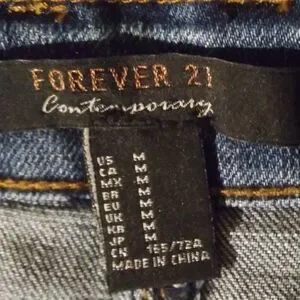 FOREVER 21
Contemporary
US M
CA M
MX M
BR M
EU M
UK M
KR M
JP M
CN 165/72A
MADE IN CHINA